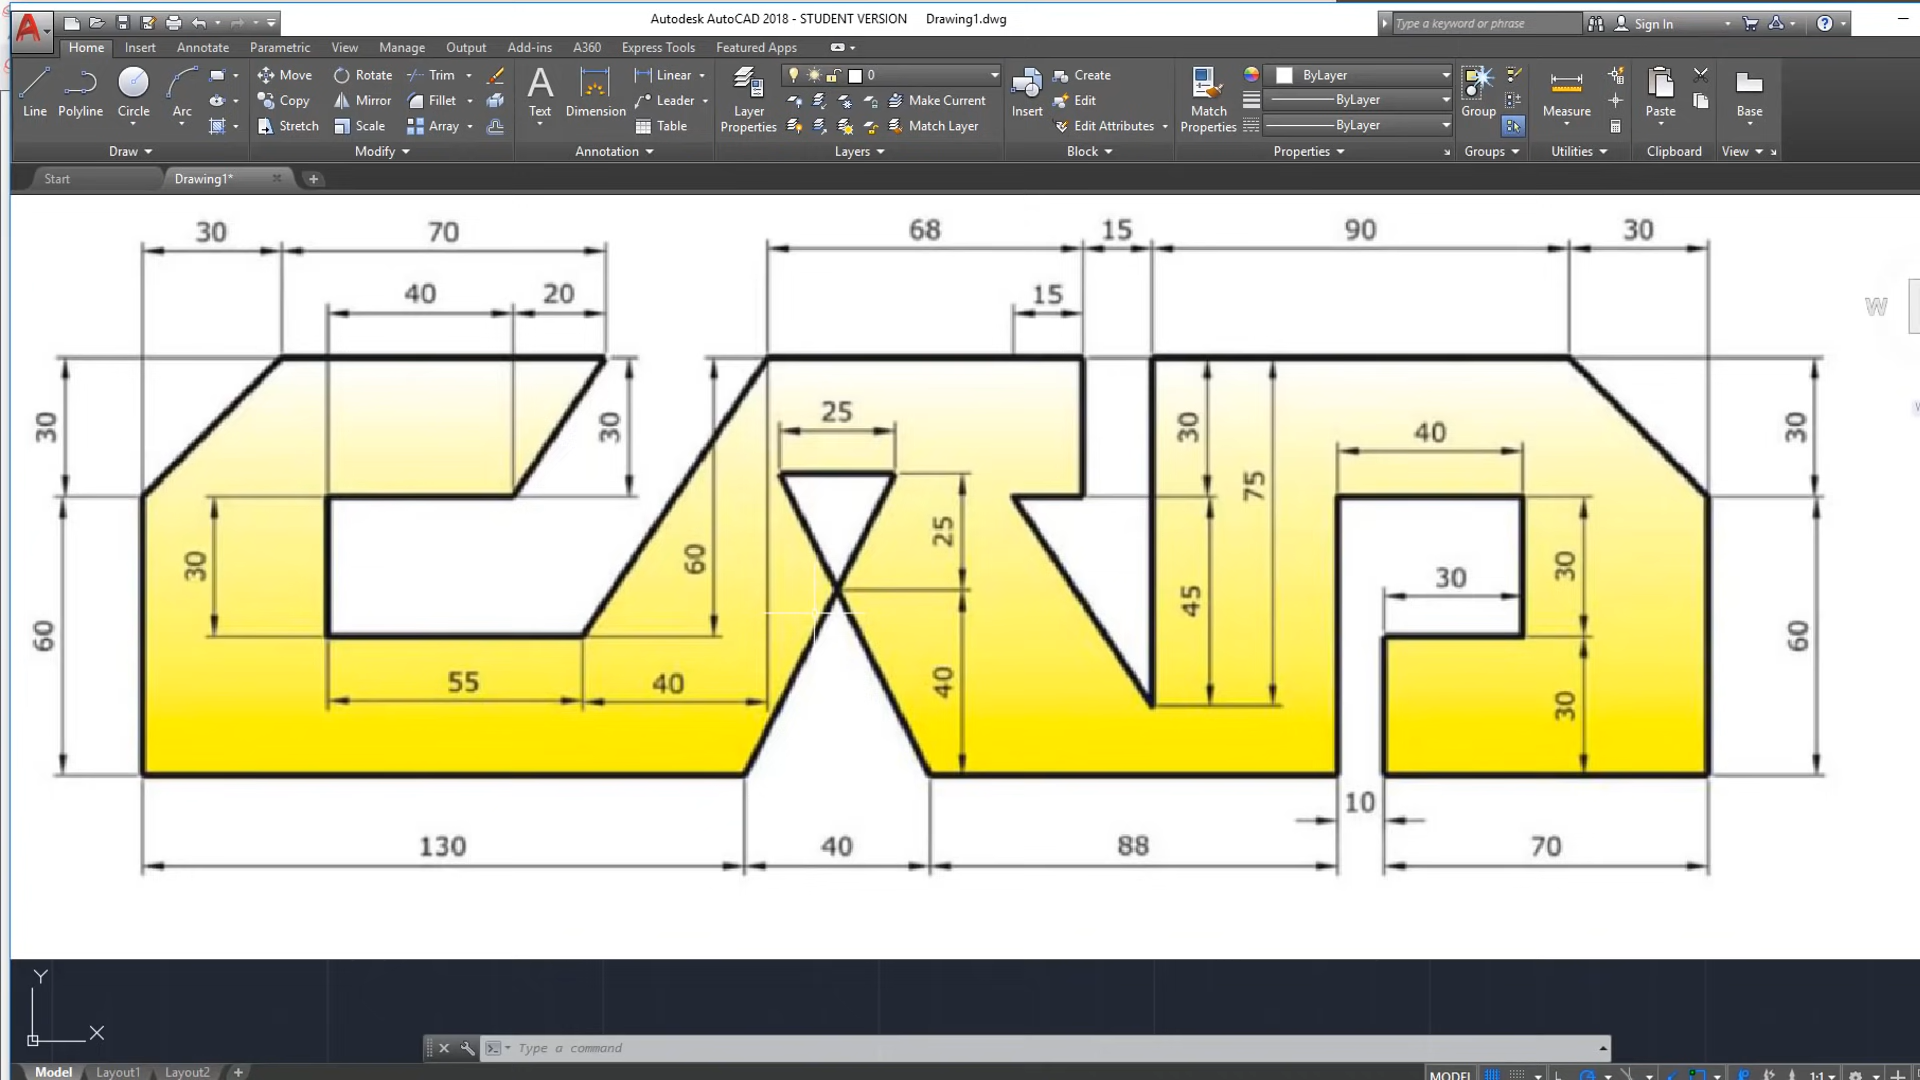 Autodesk AutoCAD 2018 - STUDENT VERSION Drawing1.dwg
Type a keyword or phrase
Sign In
Home Insert Annotate Parametric View Manage Output Add-ins A360 Express Tools Featured Apps
Line Polyline Circle Arc
Move Rotate Trim
Copy Mirror Fillet
Stretch Scale Array
Text Dimension
Linear
Leader
Table
Layer Properties
0
Make Current
Match Layer
Insert
Create
Edit
Edit Attributes
Match Properties
ByLayer
ByLayer
ByLayer
Group
Measure
Paste
Base
Draw Modify Annotation Layers Block Properties Groups Utilities Clipboard View
Start Drawing1*
30 70 68 15 90 30
40 20 15
W
30 30 25 30 75 40 30
30 60 25 45 30 30
60 55 40 40 30 60
10
130 40 88 70
Y
X
Type a command
Model Layout1 Layout2
MODEL 1:1